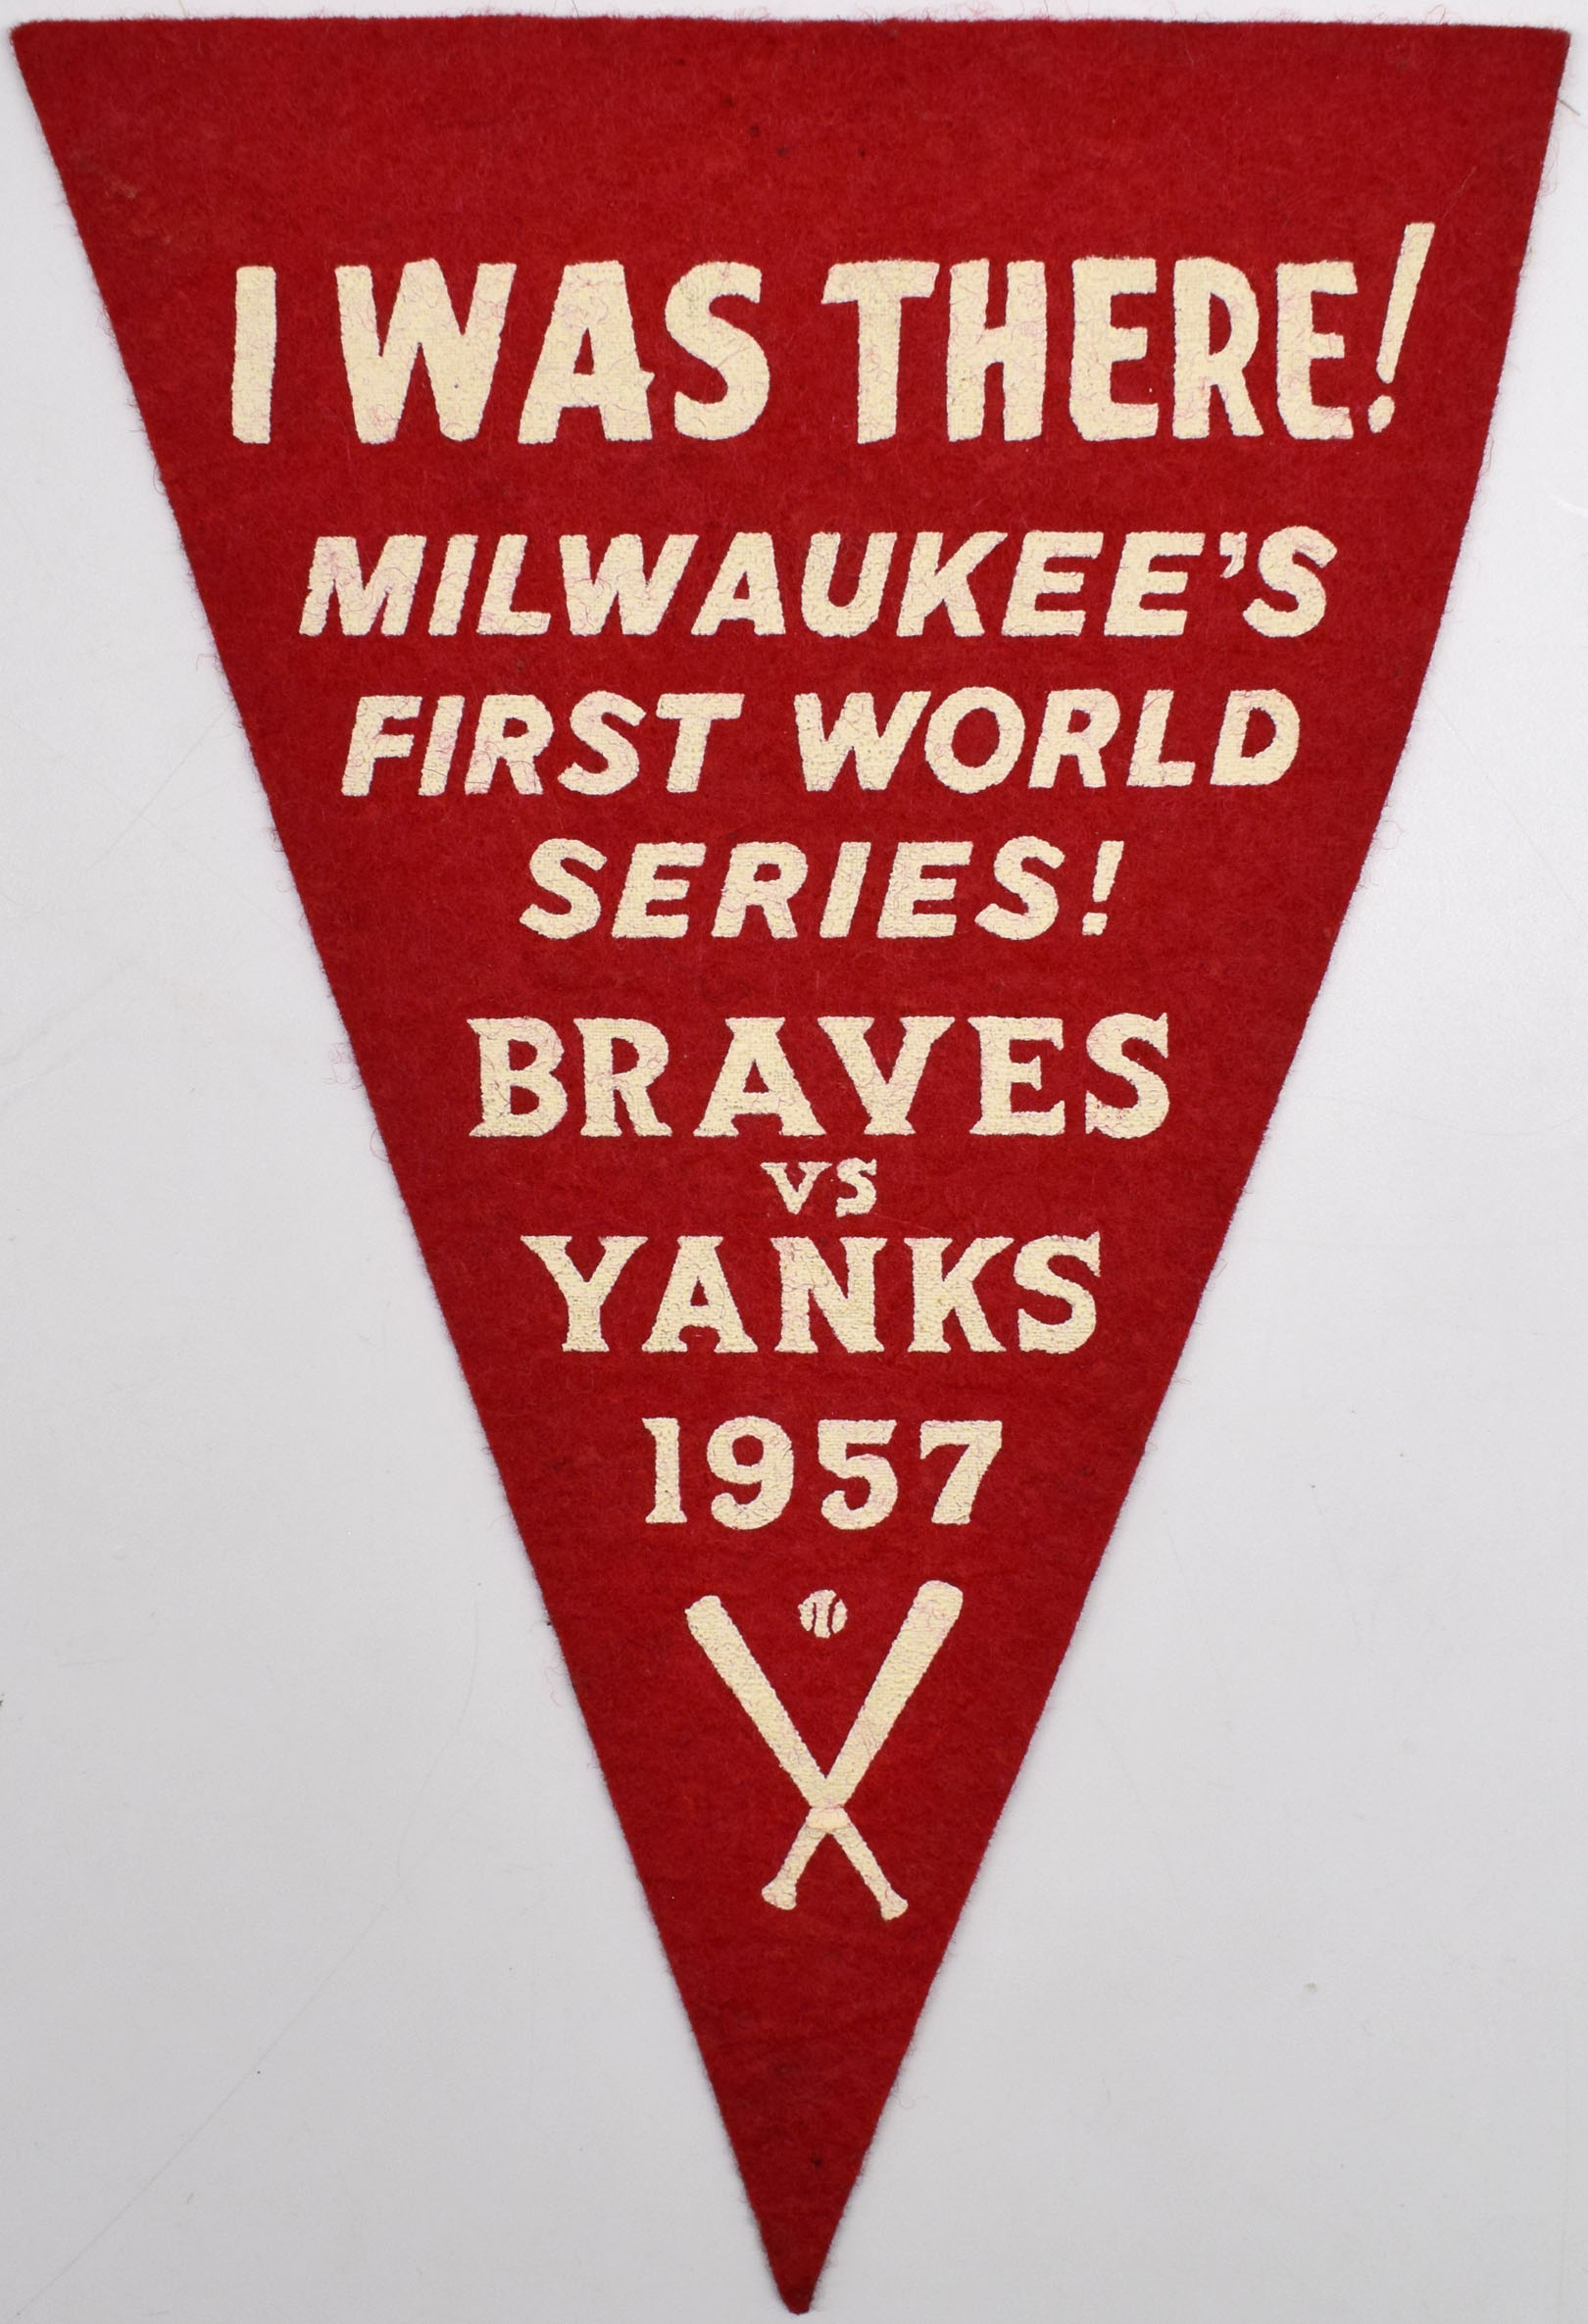 I WAS THERE!
MILWAUKEE'S
FIRST WORLD
SERIES!
BRAVES
VS
YANKS
1957